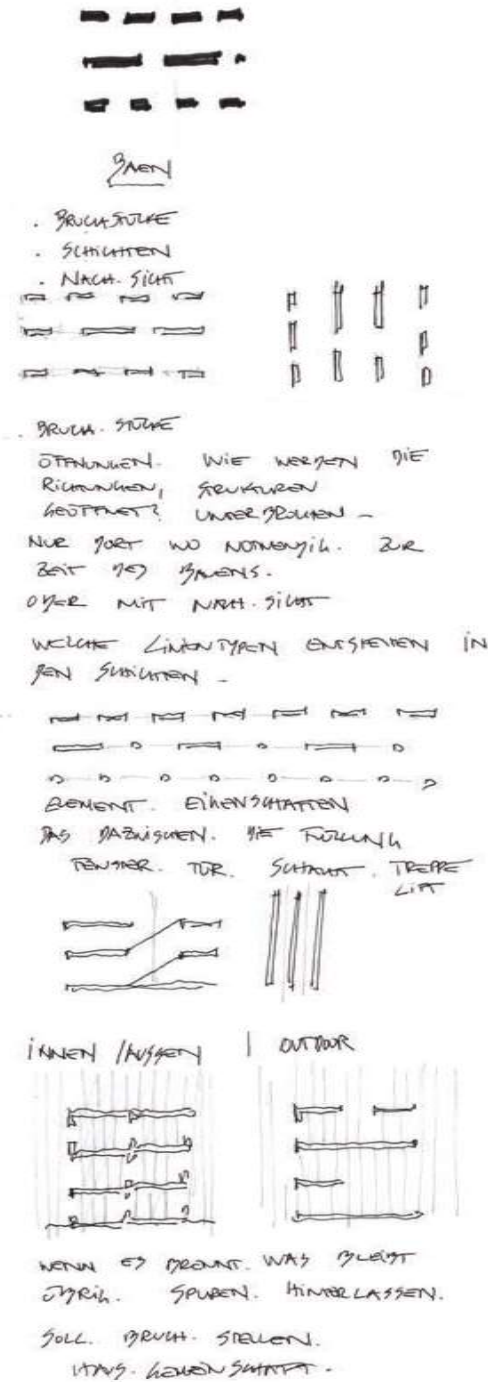 BAEN
. BRUCHSTÜCKE
. SCHICHTEN
. NACH. SICHT
. BRUCH. STÜCKE
ÖFFNUNGEN. WIE WERDEN DIE
RICHTUNGEN, STRUKTUREN
GEÖFFNET? UNTERBROCHEN –
NUR DORT WO NOTWENDIG. ZUR
ZEIT DES BAUENS.
ODER MIT NACH. SICHT
WELCHE LINIENTYPEN ENTSTEHEN IN
DEN SCHICHTEN –
ELEMENT. EIGENSCHAFTEN
DAS DAZWISCHEN. DIE FÜLLUNG
FENSTER. TÜR. SCHACHT. TREPPE
LIFT
INNEN /AUSSEN | OUTDOOR
WENN ES BRENNT. WAS BLEIBT
ÜBRIG. SPUREN. HINTERLASSEN.
SOLL. BRUCH. STELLEN.
HAUS. GEMEINSCHAFT.